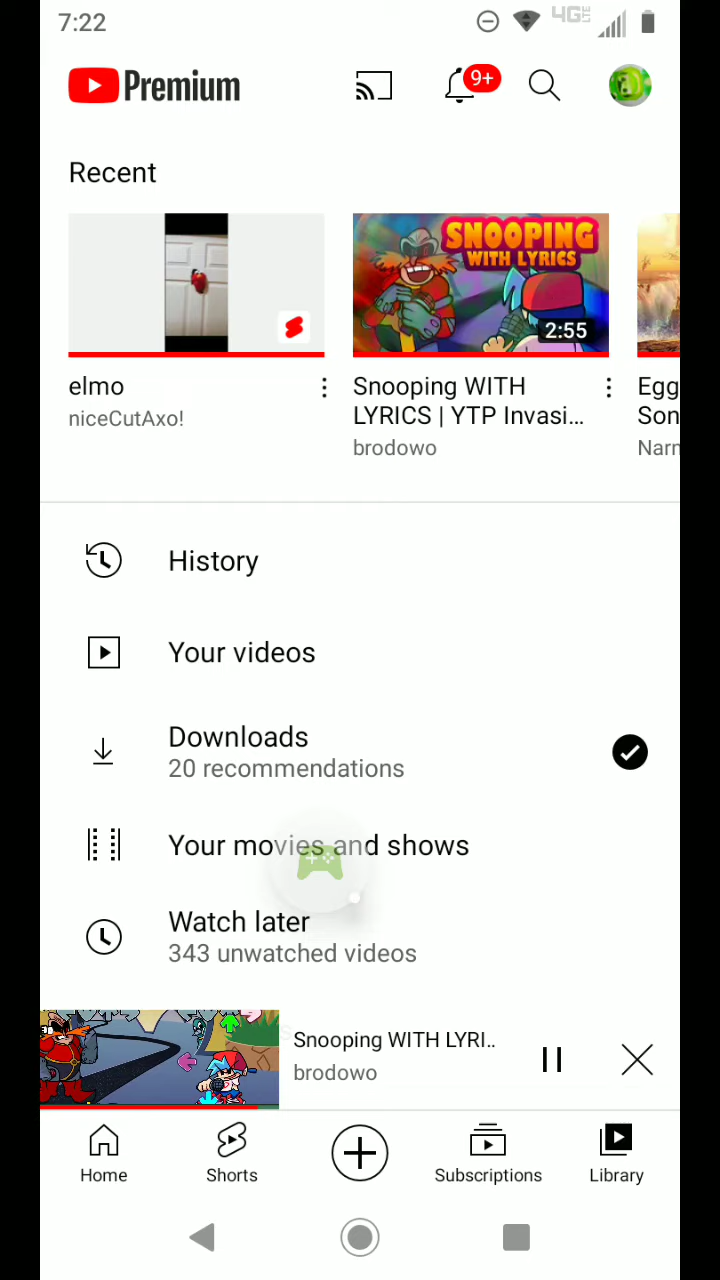 7:22
4G LTE
Premium
9+
Recent
SNOOPING
WITH LYRICS
2:55
elmo
niceCutAxo!
Snooping WITH
LYRICS | YTP Invasi...
brodowo
Egg
Son
Narr
History
Your videos
Downloads
20 recommendations
Your movies and shows
Watch later
343 unwatched videos
Snooping WITH LYRI..
brodowo
Home
Shorts
Subscriptions
Library